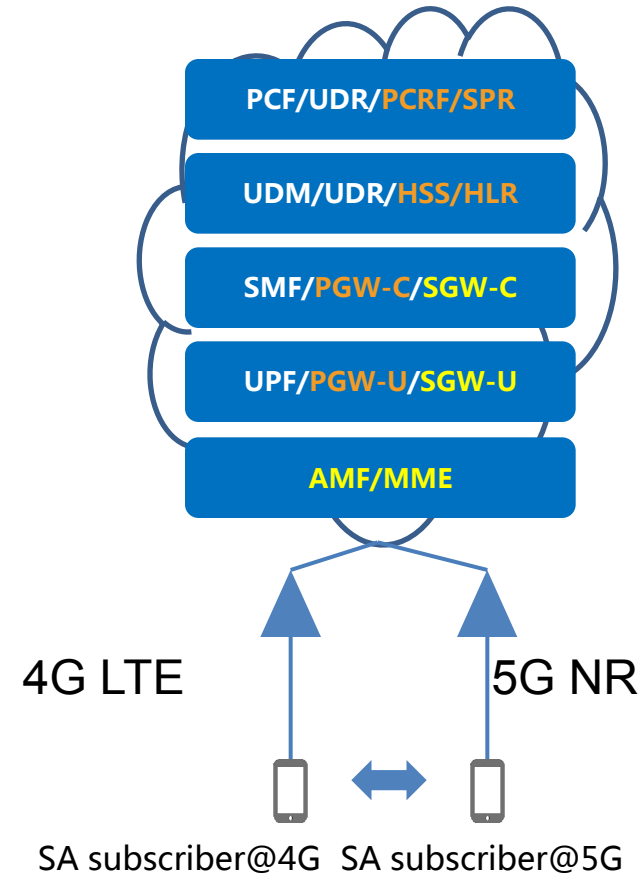 PCF/UDR/PCRF/SPR
UDM/UDR/HSS/HLR
SMF/PGW-C/SGW-C
UPF/PGW-U/SGW-U
AMF/MME
4G LTE
5G NR
SA subscriber@4G
SA subscriber@5G